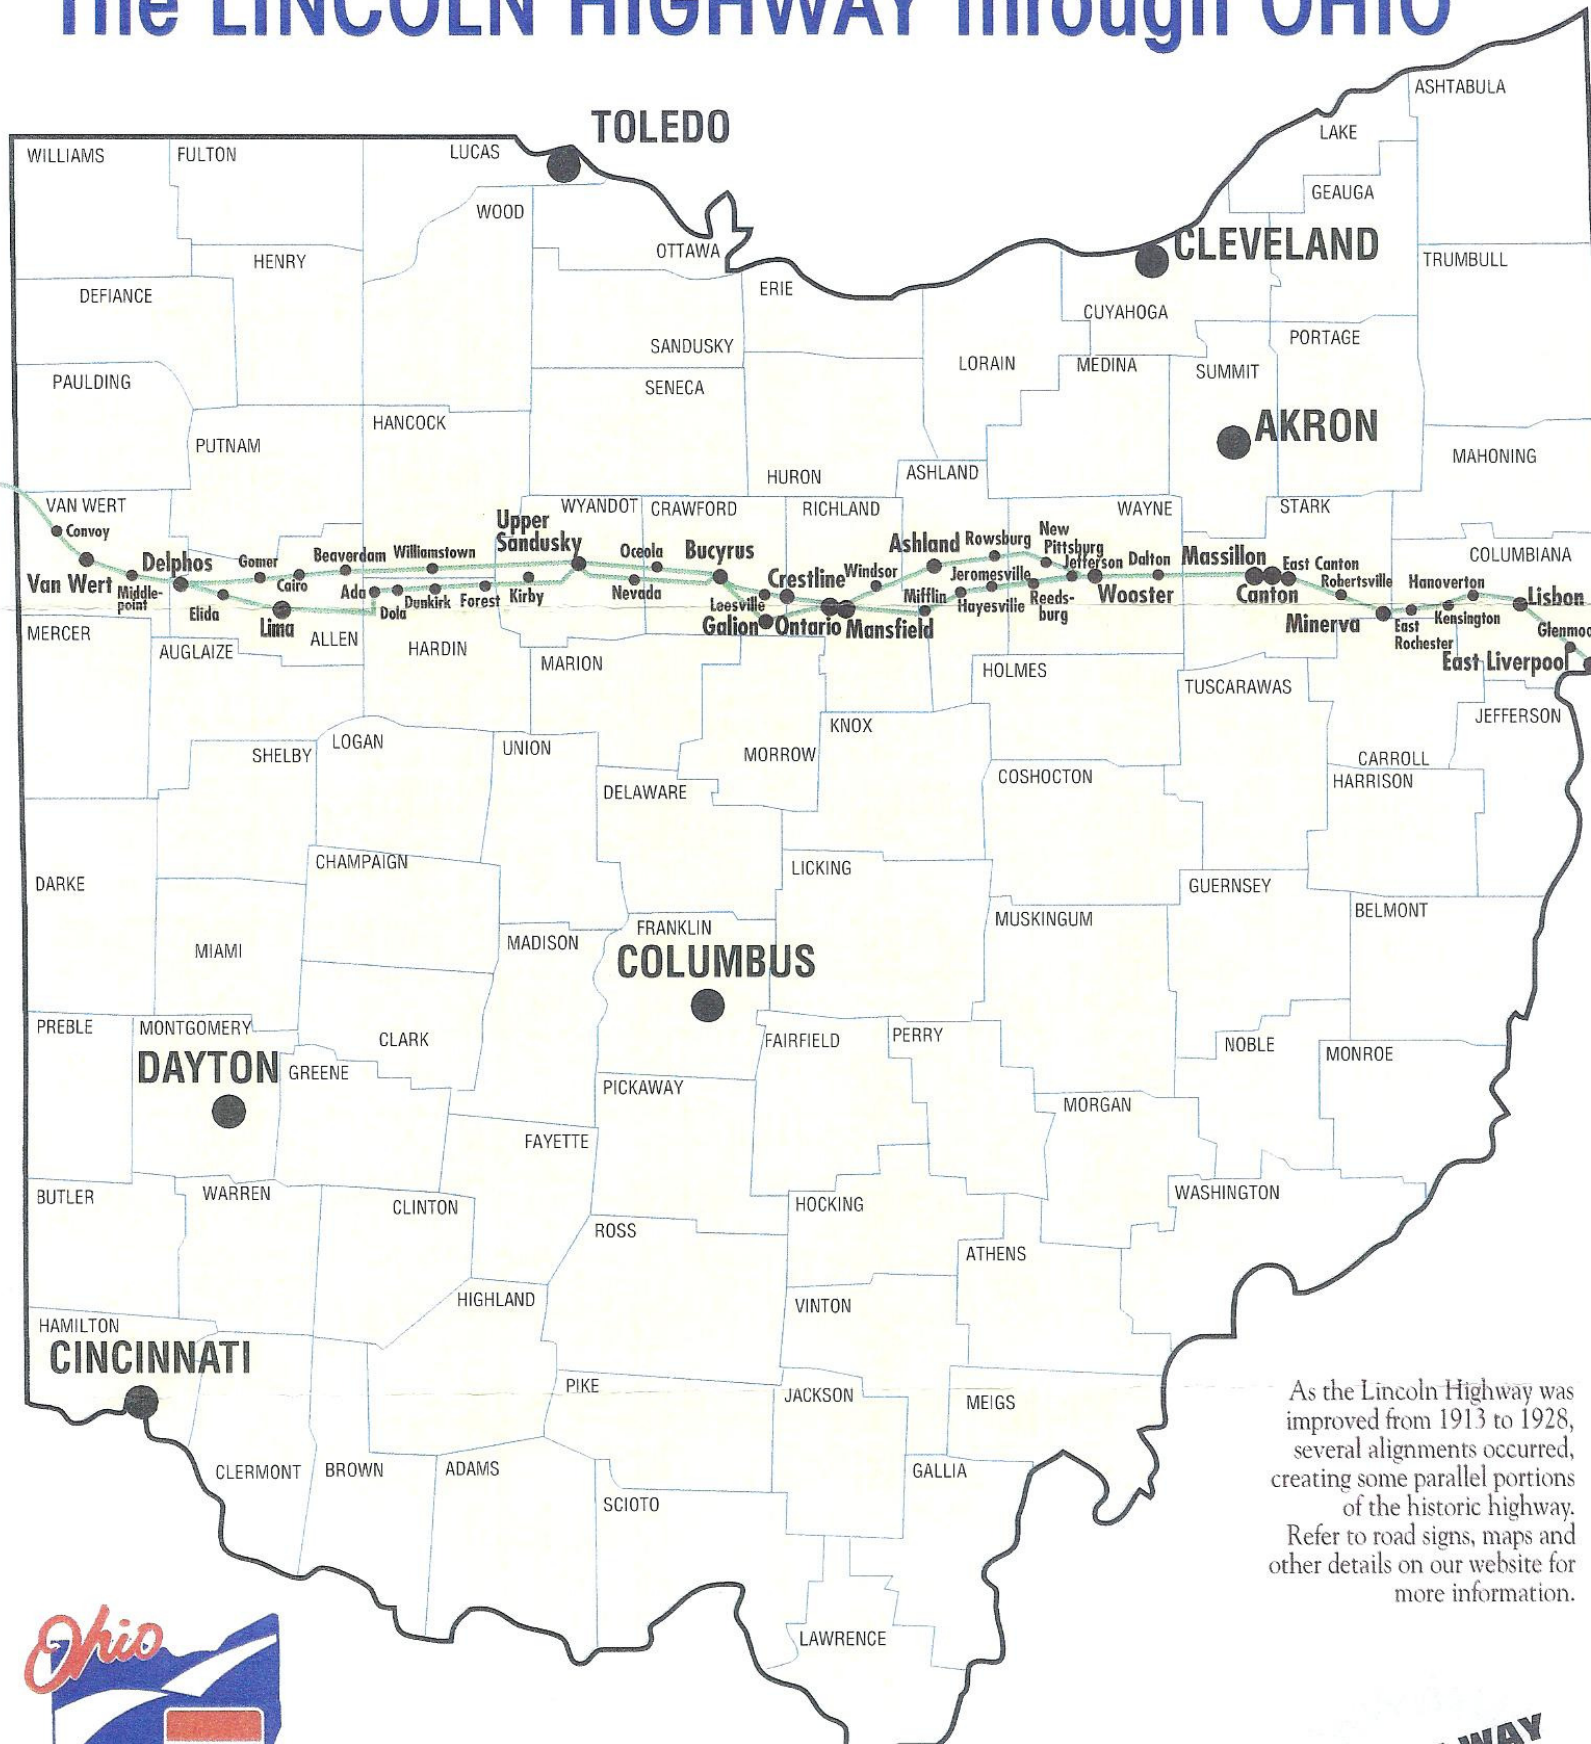 The LINCOLN HIGHWAY through OHIO
ASHTABULA
LAKE
TOLEDO
WILLIAMS
FULTON
LUCAS
GEAUGA
WOOD
OTTAWA
CLEVELAND
TRUMBULL
HENRY
DEFIANCE
ERIE
CUYAHOGA
SANDUSKY
PORTAGE
LORAIN
MEDINA
SUMMIT
PAULDING
SENECA
HANCOCK
AKRON
PUTNAM
MAHONING
HURON
ASHLAND
VAN WERT
WYANDOT
CRAWFORD
RICHLAND
WAYNE
STARK
Convoy
Upper
Sandusky
Ashland
Rowsburg
New
Pittsburg
COLUMBIANA
Van Wert
Middle-
point
Delphos
Gomer
Cairo
Beaverdam
Williamstown
Oceola
Bucyrus
Crestline
Windsor
Jeromesville
Jefferson
Dalton
Massillon
East Canton
Canton
Robertsville
Hanoverton
Elida
Lima
Ada
Dola
Dunkirk
Forest
Kirby
Nevada
Leesville
Galion
Ontario
Mansfield
Mifflin
Hayesville
Reeds-
burg
Wooster
Minerva
East
Rochester
Kensington
Lisbon
Glenmoo
East Liverpool
MERCER
AUGLAIZE
ALLEN
HARDIN
MARION
HOLMES
TUSCARAWAS
JEFFERSON
KNOX
MORROW
SHELBY
LOGAN
UNION
CARROLL
HARRISON
COSHOCTON
DELAWARE
CHAMPAIGN
LICKING
DARKE
GUERNSEY
BELMONT
MUSKINGUM
FRANKLIN
MADISON
MIAMI
COLUMBUS
PREBLE
MONTGOMERY
CLARK
FAIRFIELD
PERRY
NOBLE
MONROE
DAYTON
GREENE
PICKAWAY
MORGAN
FAYETTE
BUTLER
WARREN
CLINTON
HOCKING
WASHINGTON
ROSS
ATHENS
HIGHLAND
VINTON
HAMILTON
CINCINNATI
PIKE
JACKSON
MEIGS
CLERMONT
BROWN
ADAMS
GALLIA
SCIOTO
LAWRENCE
As the Lincoln Highway was
improved from 1913 to 1928,
several alignments occurred,
creating some parallel portions
of the historic highway.
Refer to road signs, maps and
other details on our website for
more information.
Ohio
WAY